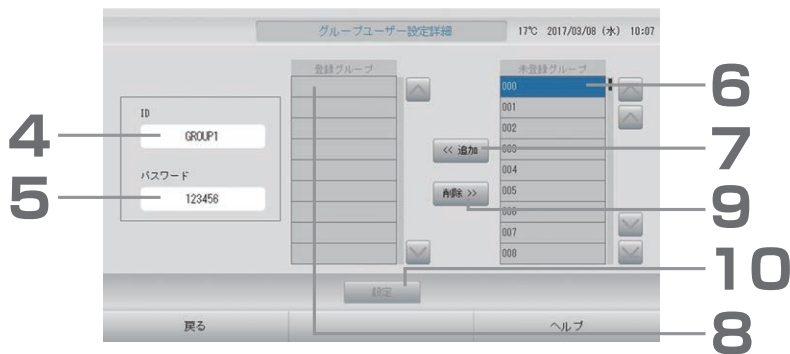 グループユーザー設定詳細
17℃ 2017/03/08 (水) 10:07
登録グループ
未登録グループ
000
001
002
003
004
005
006
007
008
ID
GROUP1
パスワード
123456
<< 追加
削除 >>
設定
戻る
ヘルプ
4
5
6
7
9
10
8